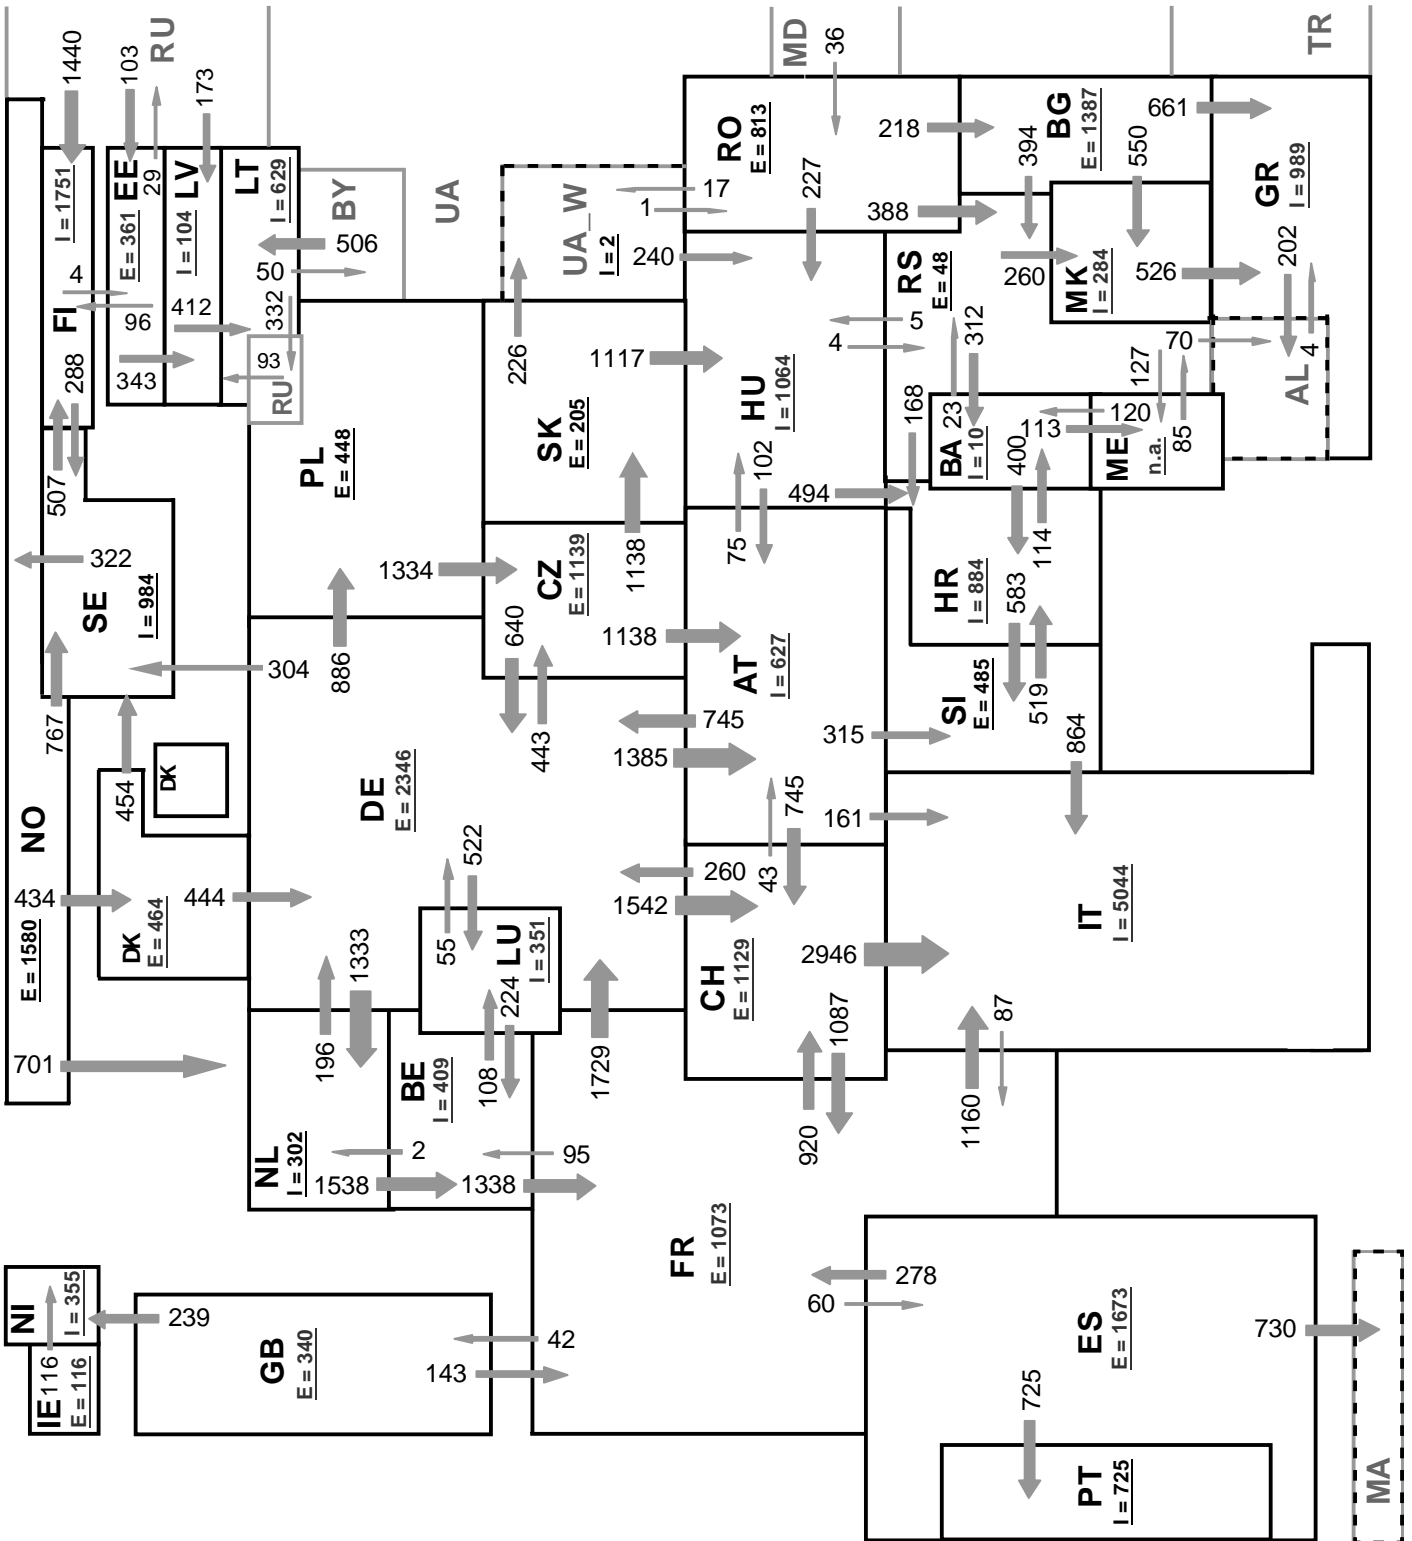 1440
103
RU
173
MD
36
TR
I = 1751
EE
E = 361
29
LV
I = 104
LT
I = 629
BY
UA
506
50
332
4
FI
96
412
343
93
RU
288
507
UA_W
I = 2
17
1
240
226
RO
E = 813
218
227
388
394
BG
E = 1387
550
661
GR
I = 989
202
4
AL
RS
E = 48
260
MK
I = 284
526
70
5
4
312
23
127
168
BA
I = 10
400
113
120
ME
n.a.
85
PL
E = 448
SK
E = 205
1117
HU
I = 1064
102
75
494
322
SE
I = 984
1334
CZ
E = 1139
1138
640
443
1138
AT
I = 627
HR
I = 884
114
583
519
SI
E = 485
864
315
767
304
886
454
DK
DE
E = 2346
745
1385
745
43
161
NO
E = 1580
434
DK
E = 464
444
55
522
LU
I = 351
224
108
260
1542
CH
E = 1129
2946
IT
I = 5044
701
196
1333
BE
I = 409
1729
920
1087
1160
87
NL
I = 302
2
1538
95
1338
FR
E = 1073
NI
I = 355
239
IE
116
E = 116
GB
E = 340
42
143
278
60
ES
E = 1673
730
725
PT
I = 725
MA